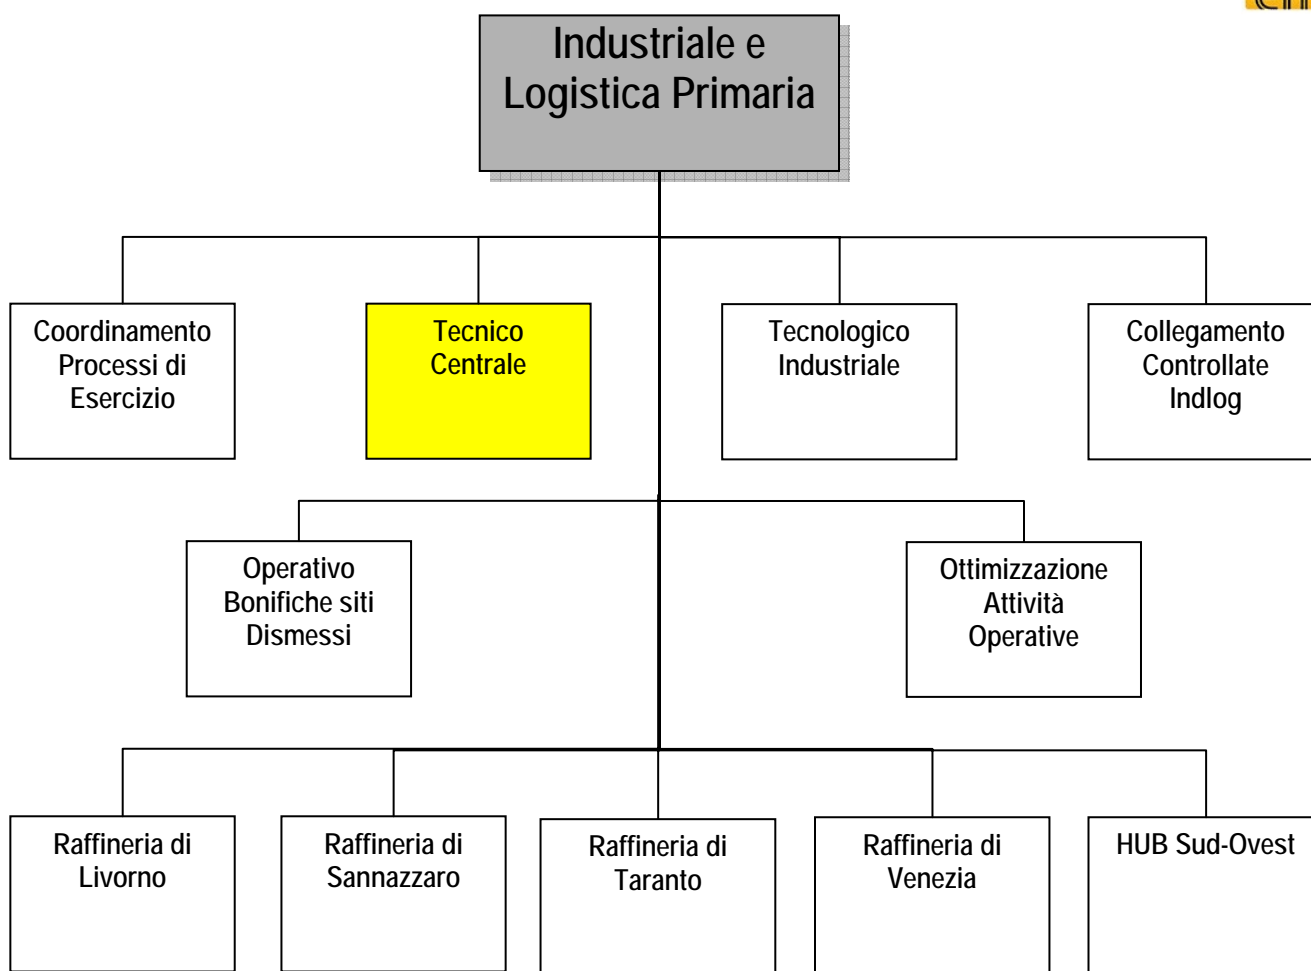 Industriale e
Logistica Primaria
Coordinamento
Processi di
Esercizio
Tecnico
Centrale
Tecnologico
Industriale
Collegamento
Controllate
Indlog
Operativo
Bonifiche siti
Dismessi
Ottimizzazione
Attività
Operative
Raffineria di
Livorno
Raffineria di
Sannazzaro
Raffineria di
Taranto
Raffineria di
Venezia
HUB Sud-Ovest